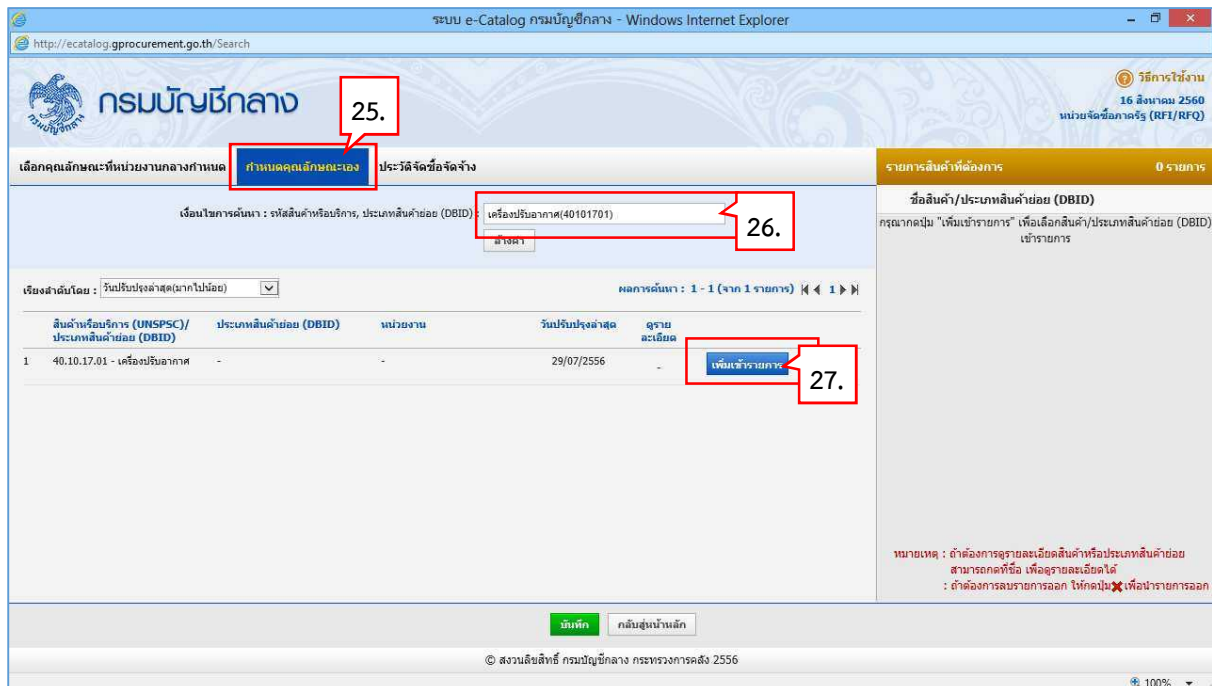 ระบบ e-Catalog กรมบัญชีกลาง - Windows Internet Explorer
http://ecatalog.gprocurement.go.th/Search
กรมบัญชีกลาง
25.
วิธีการใช้งาน
16 สิงหาคม 2560
หน่วยจัดซื้อภาครัฐ (RFI/RFQ)
เลือกคุณลักษณะที่หน่วยงานกลางกำหนด กำหนดคุณลักษณะเอง ประวัติจัดซื้อจัดจ้าง
รายการสินค้าที่ต้องการ 0 รายการ
เงื่อนไขการค้นหา : รหัสสินค้าหรือบริการ, ประเภทสินค้าย่อย (DBID) : เครื่องปรับอากาศ(40101701)
26.
ล้างค่า
ชื่อสินค้า/ประเภทสินค้าย่อย (DBID)
กรุณากดปุ่ม "เพิ่มเข้ารายการ" เพื่อเลือกสินค้า/ประเภทสินค้าย่อย (DBID)
เข้ารายการ
เรียงลำดับโดย : วันปรับปรุงล่าสุด(มากไปน้อย)
ผลการค้นหา : 1 - 1 (จาก 1 รายการ) 1
สินค้าหรือบริการ (UNSPSC)/ ประเภทสินค้าย่อย (DBID) หน่วยงาน วันปรับปรุงล่าสุด ดูราย
ประเภทสินค้าย่อย (DBID) ละเอียด
1 40.10.17.01 - เครื่องปรับอากาศ - - 29/07/2556 - เพิ่มเข้ารายการ
27.
หมายเหตุ : ถ้าต้องการดูรายละเอียดสินค้าหรือประเภทสินค้าย่อย
สามารถกดที่ชื่อ เพื่อดูรายละเอียดได้
: ถ้าต้องการลบรายการออก ให้กดปุ่ม เพื่อนำรายการออก
บันทึก กลับสู่หน้าหลัก
© สงวนลิขสิทธิ์ กรมบัญชีกลาง กระทรวงการคลัง 2556
100%